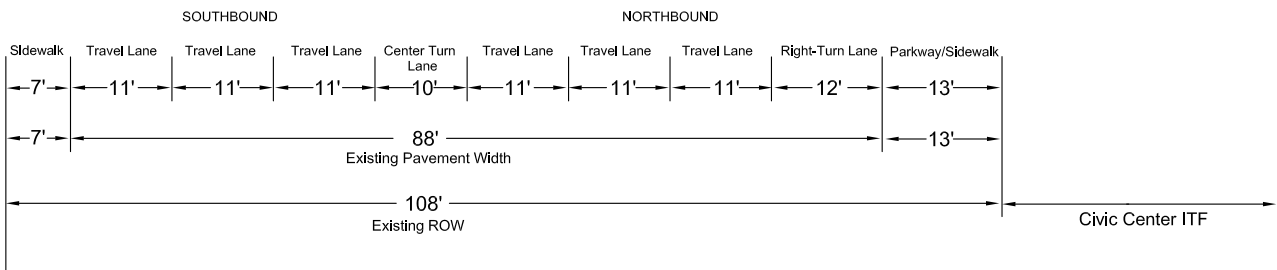 SOUTHBOUND NORTHBOUND
SIdewalk Travel Lane Travel Lane Travel Lane Center Turn Lane Travel Lane Travel Lane Travel Lane Right-Turn Lane Parkway/Sidewalk
7' 11' 11' 11' 10' 11' 11' 11' 12' 13'
7' 88' 13'
Existing Pavement Width
108'
Existing ROW
Civic Center ITF